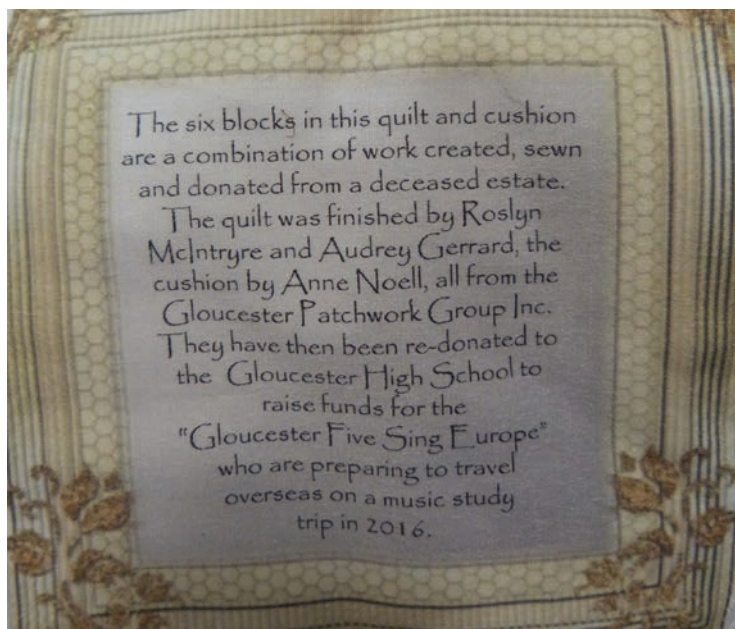 The six blocks in this quilt and cushion
are a combination of work created, sewn
and donated from a deceased estate.
The quilt was finished by Roslyn
McIntryre and Audrey Gerrard, the
cushion by Anne Noell, all from the
Gloucester Patchwork Group Inc.
They have then been re-donated to
the Gloucester High School to
raise funds for the
"Gloucester Five Sing Europe"
who are preparing to travel
overseas on a music study
trip in 2016.